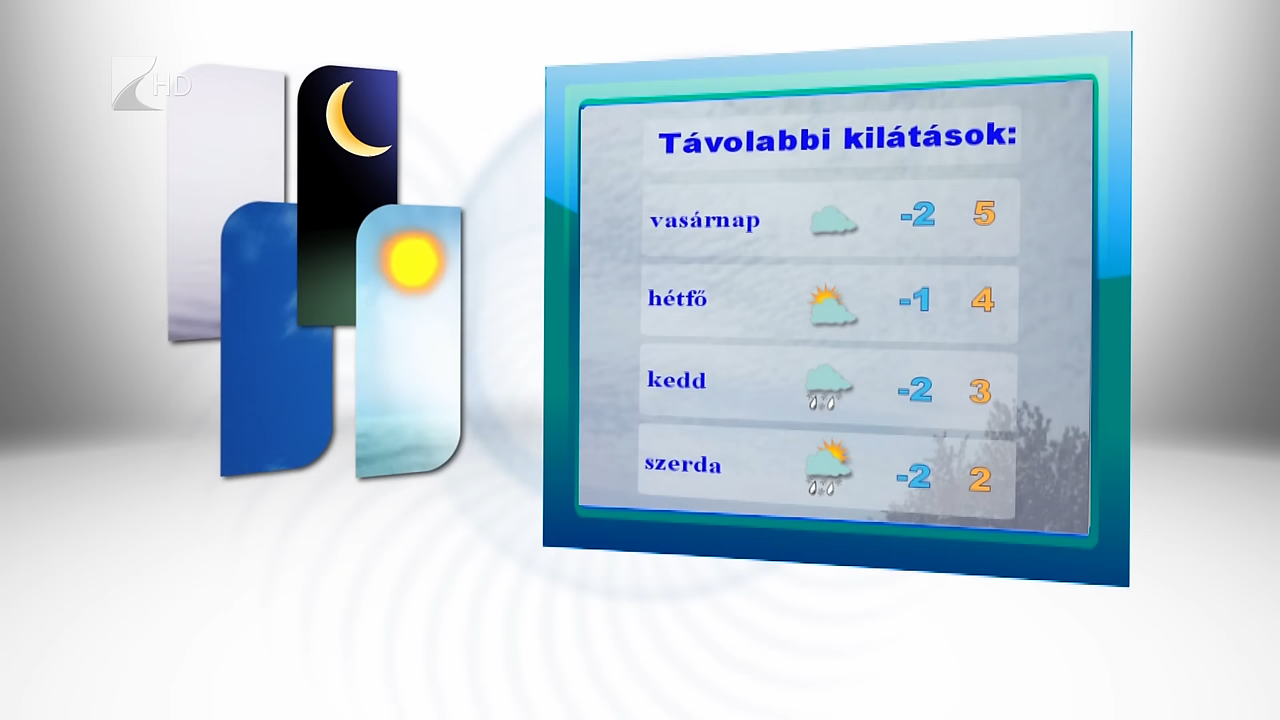 HD
Távolabbi kilátások:
vasárnap -2 5
hétfő -1 4
kedd -2 3
szerda -2 2